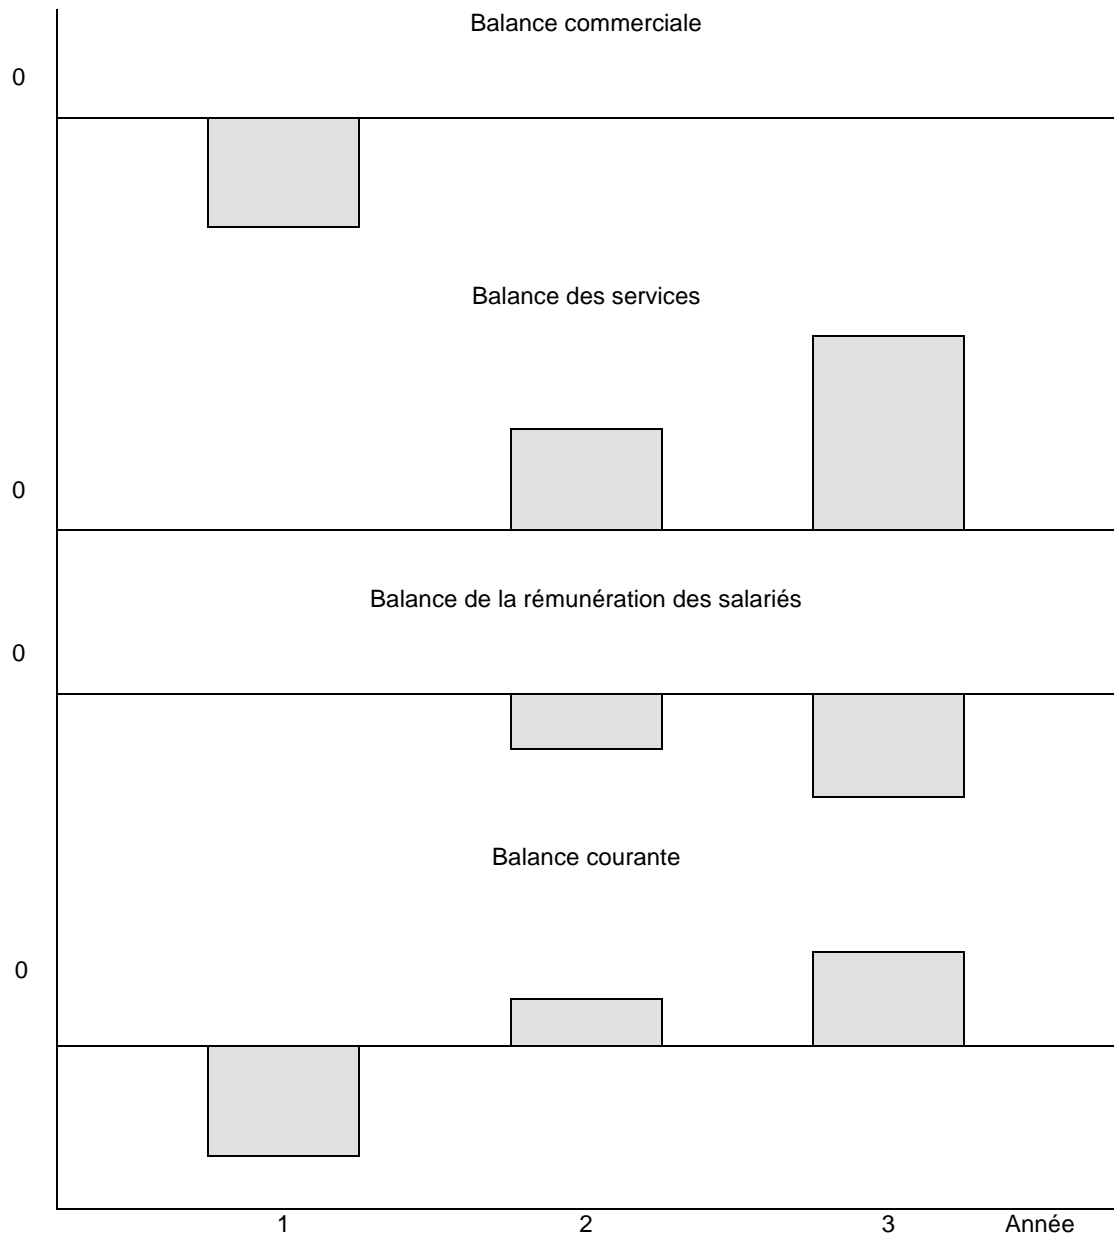 Balance commerciale
0
Balance des services
0
Balance de la rémunération des salariés
0
Balance courante
0
1 2 3 Année